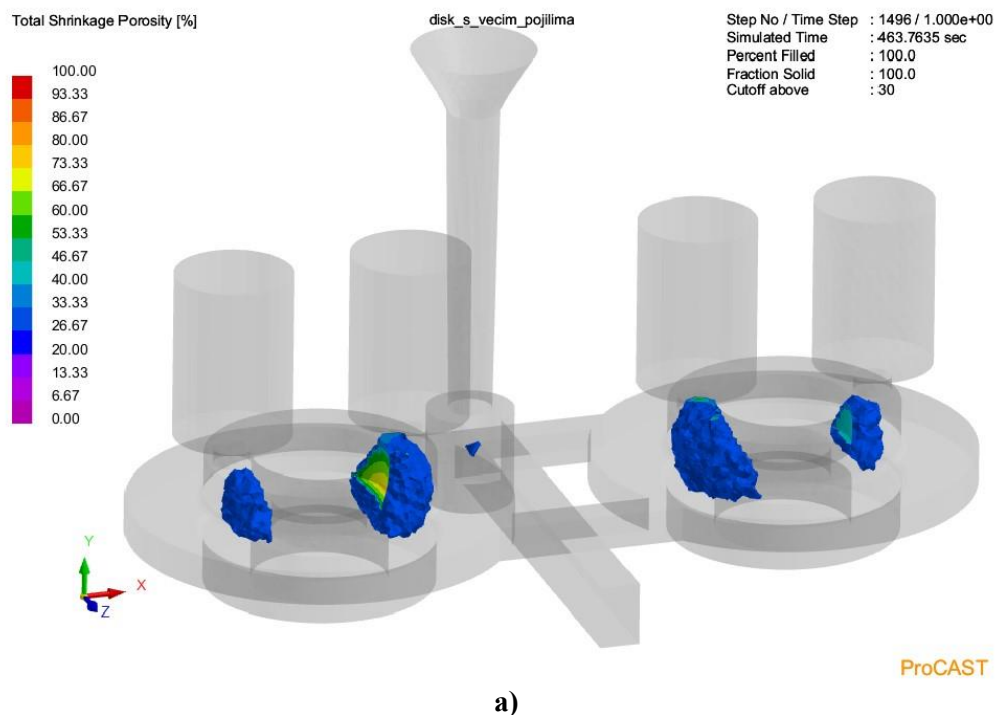 Total Shrinkage Porosity [%]
disk_s_vecim_pojilima
Step No / Time Step : 1496 / 1.000e+00
Simulated Time : 463.7635 sec
Percent Filled : 100.0
Fraction Solid : 100.0
Cutoff above : 30
100.00
93.33
86.67
80.00
73.33
66.67
60.00
53.33
46.67
40.00
33.33
26.67
20.00
13.33
6.67
0.00
Y
X
Z
ProCAST
a)